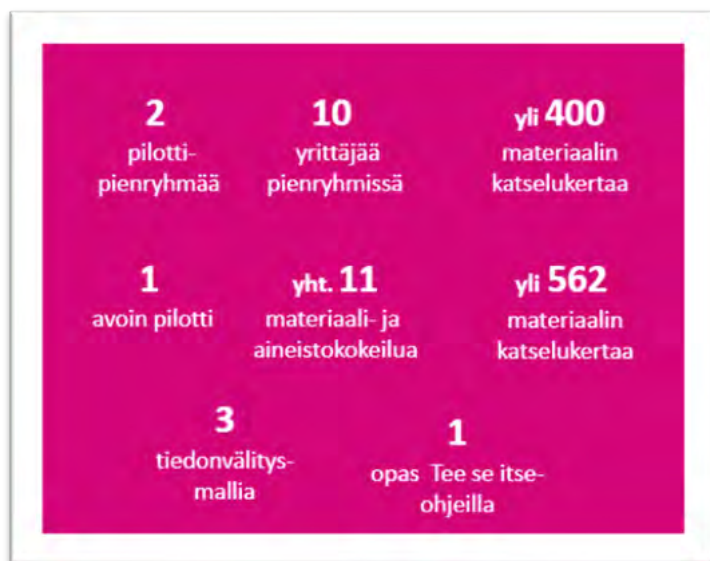 2
pilotti-
pienryhmää
10
yrittäjää
pienryhmissä
yli 400
materiaalin
katselukertaa
1
avoin pilotti
yht. 11
materiaali- ja
aineistokokeilua
yli 562
materiaalin
katselukertaa
3
tiedonvälitys-
mallia
1
opas Tee se itse-
ohjeilla